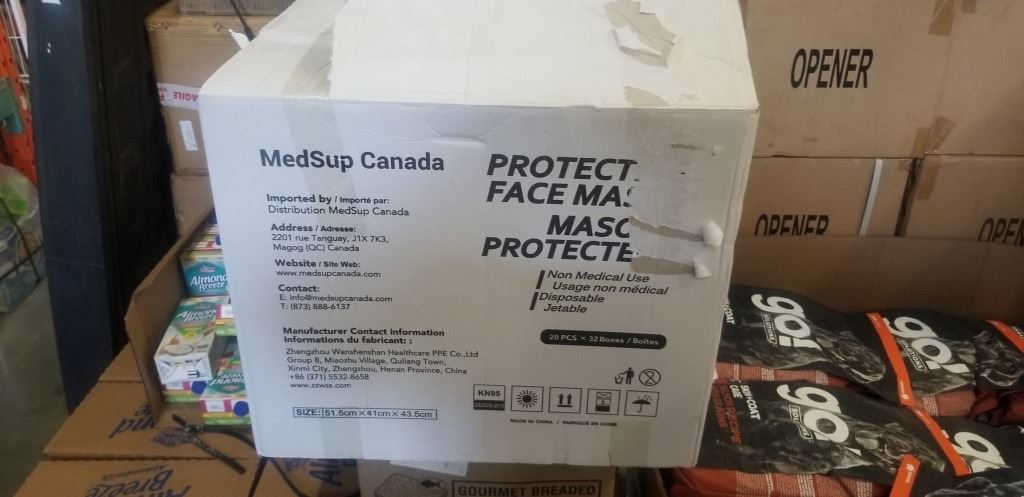 OPENER
FRAGILE
MedSup Canada
PROTECT
FACE MAS
MASC
PROTECTE
Imported by / Importé par:
Distribution MedSup Canada
Address / Adresse:
2201 rue Tanguay, J1X 7K3,
Magog (QC) Canada
Website / Site Web:
www.medsupcanada.com
Contact:
E: info@medsupcanada.com
T: (873) 888-6137
Non Medical Use
Usage non médical
Disposable
Jetable
20 PCS × 32 Boxes / Boîtes
Manufacturer Contact information
Informations du fabricant: :
Zhengzhou Wanshenshan Healthcare PPE Co.,Ltd
Group 8, Miaozhu Village, Quliang Town,
Xinmi City, Zhengzhou, Henan Province, China
+86 (371) 5532-8658
www.zzwss.com
SIZE: 51.5cm×41cm×43.5cm
KN95
MADE IN CHINA / FABRIQUÉ EN CHINE
OPENER
OPEN
Almond
Breeze
go!
go!
SKIN+COAT
go!
go!
Almond
Breeze
GOURMET BREADED